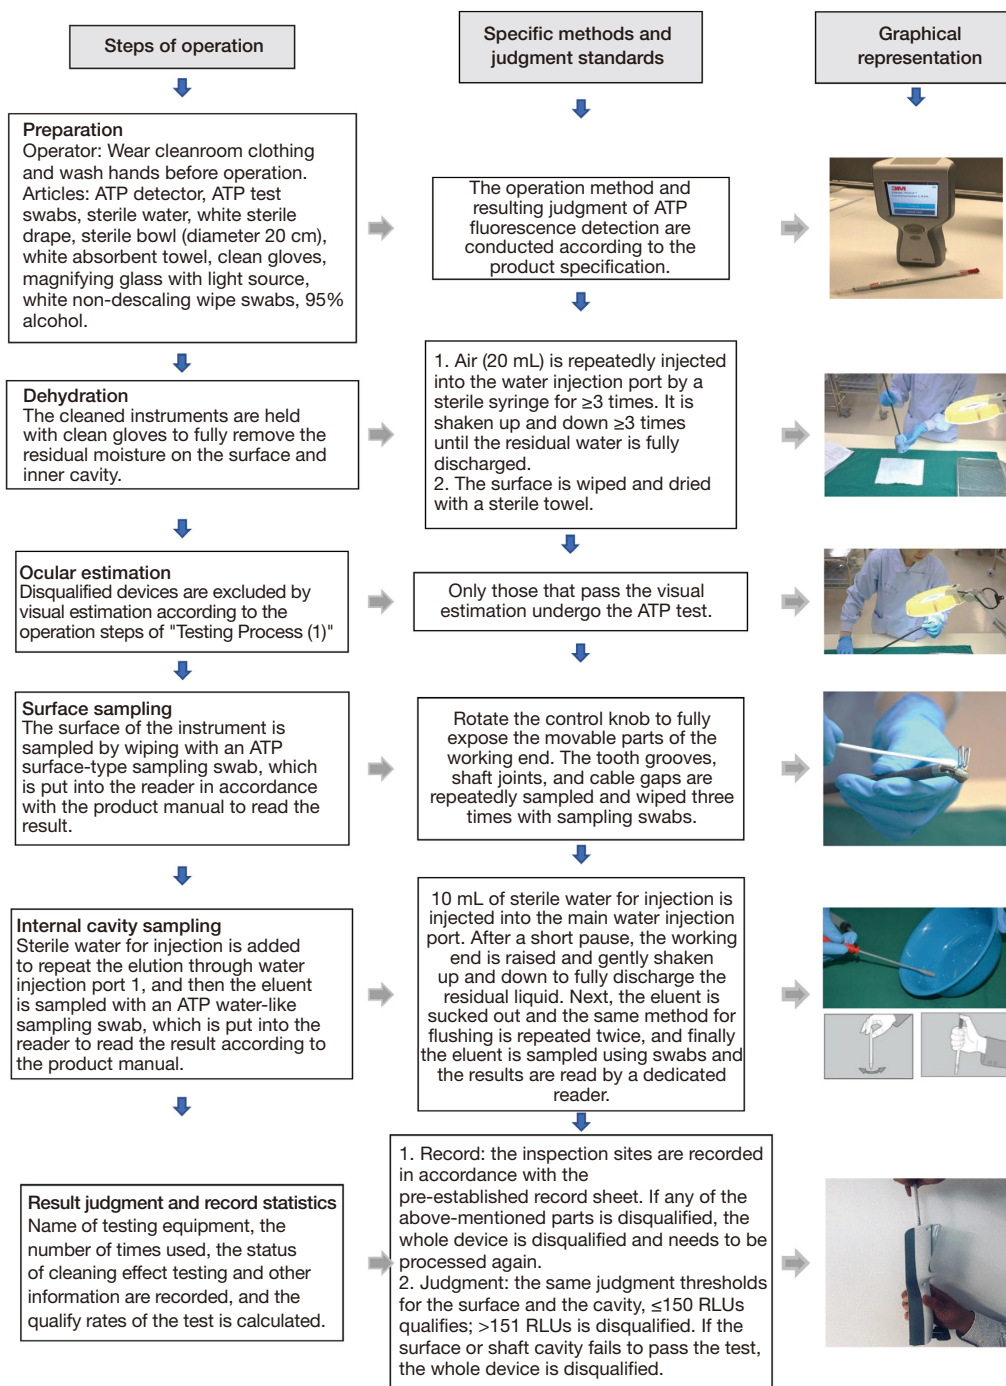 Steps of operation
Specific methods and
judgment standards
Graphical
representation
Preparation
Operator: Wear cleanroom clothing
and wash hands before operation.
Articles: ATP detector, ATP test
swabs, sterile water, white sterile
drape, sterile bowl (diameter 20 cm),
white absorbent towel, clean gloves,
magnifying glass with light source,
white non-descaling wipe swabs, 95%
alcohol.
The operation method and
resulting judgment of ATP
fluorescence detection are
conducted according to the
product specification.
3M
Dehydration
The cleaned instruments are held
with clean gloves to fully remove the
residual moisture on the surface and
inner cavity.
1. Air (20 mL) is repeatedly injected
into the water injection port by a
sterile syringe for ≥3 times. It is
shaken up and down ≥3 times
until the residual water is fully
discharged.
2. The surface is wiped and dried
with a sterile towel.
Ocular estimation
Disqualified devices are excluded by
visual estimation according to the
operation steps of "Testing Process (1)"
Only those that pass the visual
estimation undergo the ATP test.
Surface sampling
The surface of the instrument is
sampled by wiping with an ATP
surface-type sampling swab, which
is put into the reader in accordance
with the product manual to read the
result.
Rotate the control knob to fully
expose the movable parts of the
working end. The tooth grooves,
shaft joints, and cable gaps are
repeatedly sampled and wiped three
times with sampling swabs.
Internal cavity sampling
Sterile water for injection is added
to repeat the elution through water
injection port 1, and then the eluent
is sampled with an ATP water-like
sampling swab, which is put into the
reader to read the result according to
the product manual.
10 mL of sterile water for injection is
injected into the main water injection
port. After a short pause, the working
end is raised and gently shaken
up and down to fully discharge the
residual liquid. Next, the eluent is
sucked out and the same method for
flushing is repeated twice, and finally
the eluent is sampled using swabs and
the results are read by a dedicated
reader.
Result judgment and record statistics
Name of testing equipment, the
number of times used, the status
of cleaning effect testing and other
information are recorded, and the
qualify rates of the test is calculated.
1. Record: the inspection sites are recorded
in accordance with the
pre-established record sheet. If any of the
above-mentioned parts is disqualified, the
whole device is disqualified and needs to be
processed again.
2. Judgment: the same judgment thresholds
for the surface and the cavity, ≤150 RLUs
qualifies; >151 RLUs is disqualified. If the
surface or shaft cavity fails to pass the test,
the whole device is disqualified.